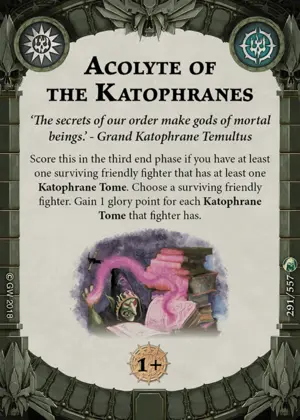 ACOLYTE OF
THE KATOPHRANES
‘The secrets of our order make gods of mortal
beings.’ - Grand Katophrane Temultus
Score this in the third end phase if you have at least
one surviving friendly fighter that has at least one
Katophrane Tome. Choose a surviving friendly
fighter. Gain 1 glory point for each Katophrane
Tome that fighter has.
© GW 2018
291/557
1+